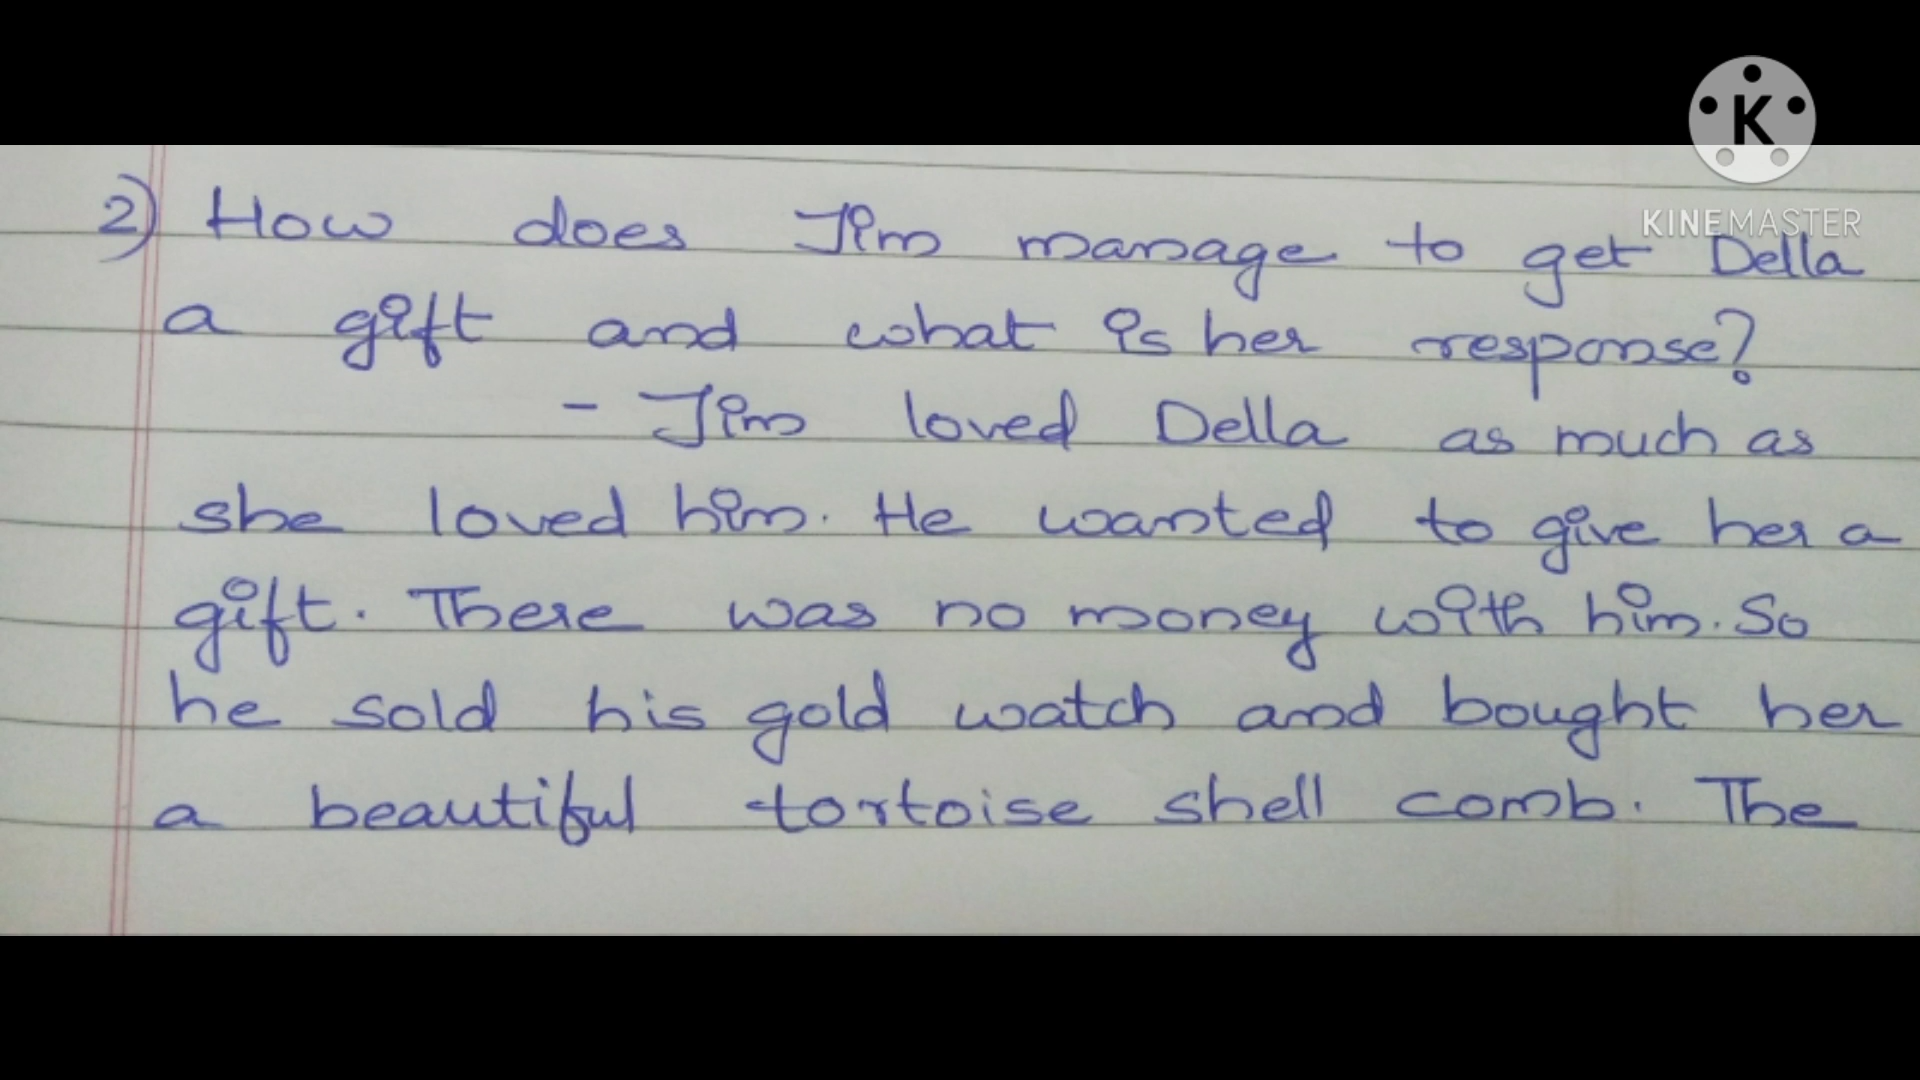 K
KINEMASTER
2) How does Jim manage to get Della
a gift and what is her response?
- Jim loved Della as much as
she loved him. He wanted to give her a
gift. There was no money with him. So
he sold his gold watch and bought her
a beautiful tortoise shell comb. The